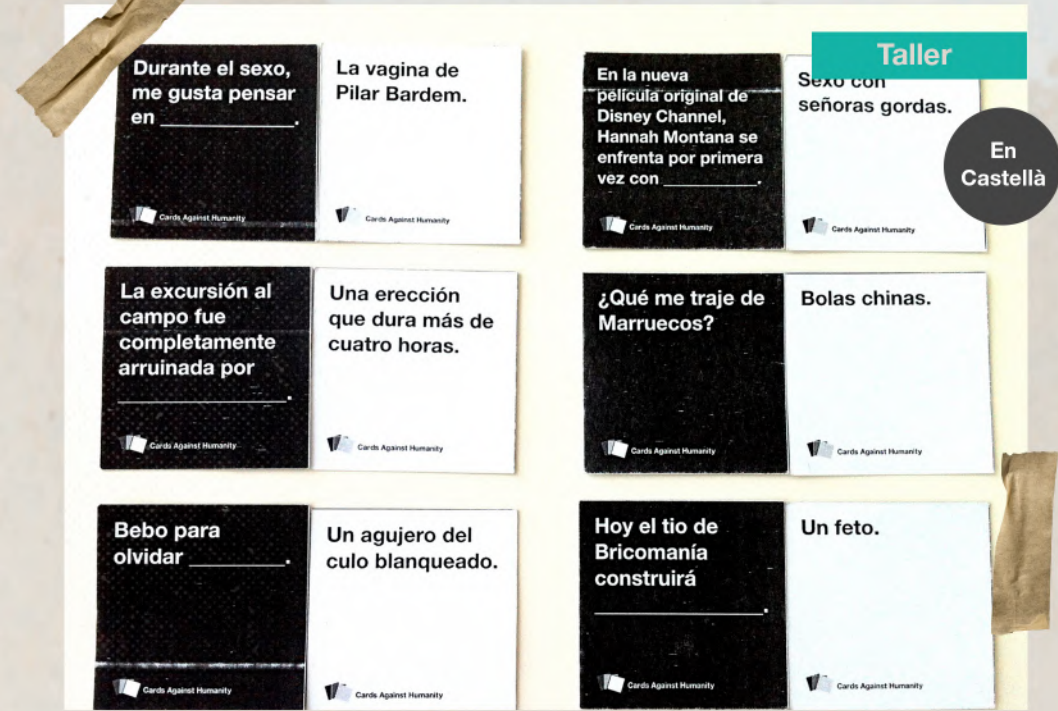 Taller
En
Castellà
Durante el sexo,
me gusta pensar
en ____________.
Cards Against Humanity
La vagina de
Pilar Bardem.
Cards Against Humanity
En la nueva
película original de
Disney Channel,
Hannah Montana se
enfrenta por primera
vez con __________.
Cards Against Humanity
Sexo con
señoras gordas.
Cards Against Humanity
La excursión al
campo fue
completamente
arruinada por
_______________.
Cards Against Humanity
Una erección
que dura más de
cuatro horas.
Cards Against Humanity
¿Qué me traje de
Marruecos?
Cards Against Humanity
Bolas chinas.
Cards Against Humanity
Bebo para
olvidar _________.
Cards Against Humanity
Un agujero del
culo blanqueado.
Cards Against Humanity
Hoy el tio de
Bricomanía
construirá
_______________.
Cards Against Humanity
Un feto.
Cards Against Humanity